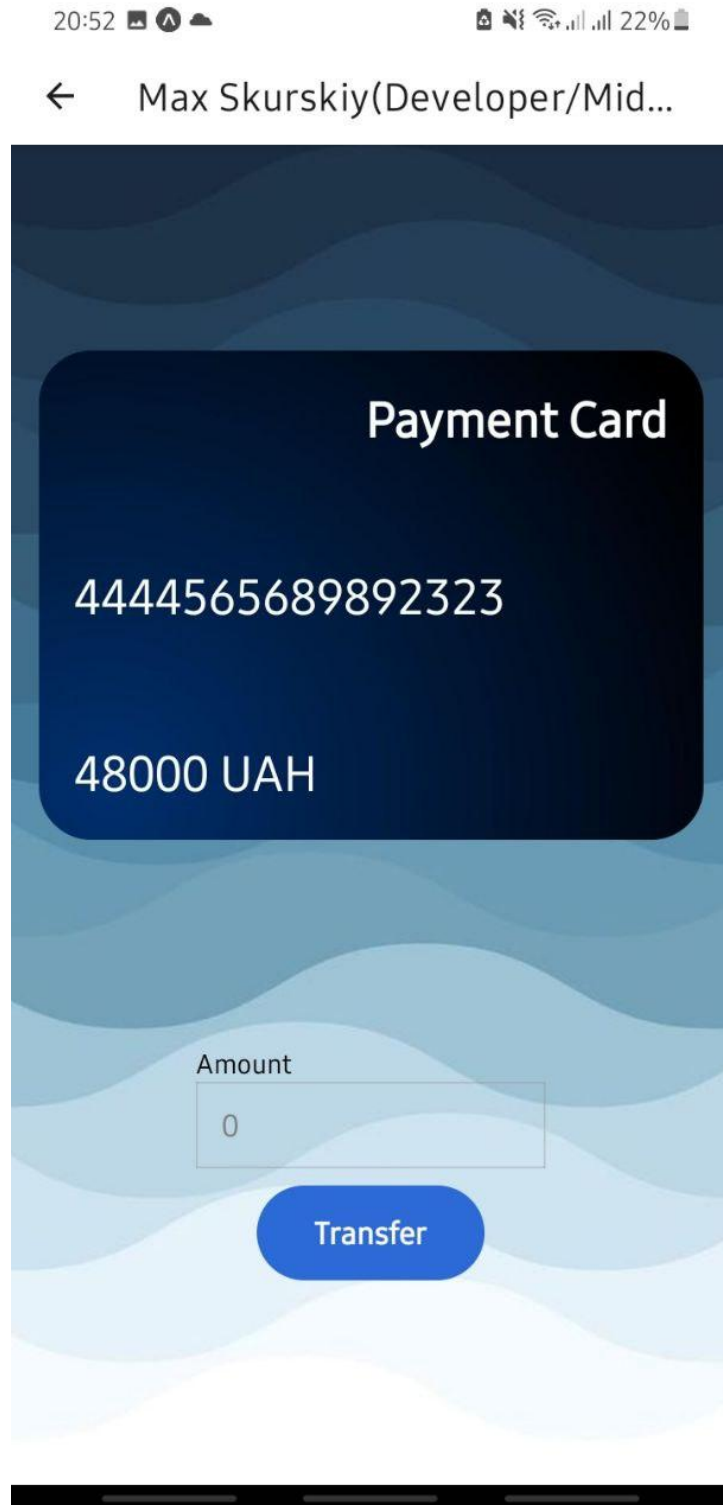 20:52 22%
Max Skurskiy(Developer/Mid...
Payment Card
4444565689892323
48000 UAH
Amount
0
Transfer